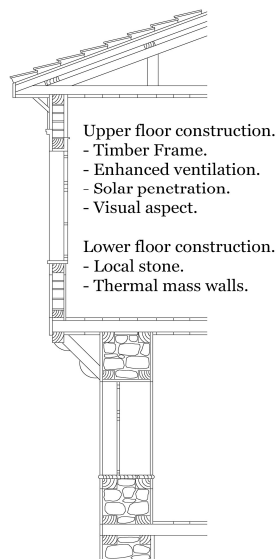 Upper floor construction.
- Timber Frame.
- Enhanced ventilation.
- Solar penetration.
- Visual aspect.
Lower floor construction.
- Local stone.
- Thermal mass walls.